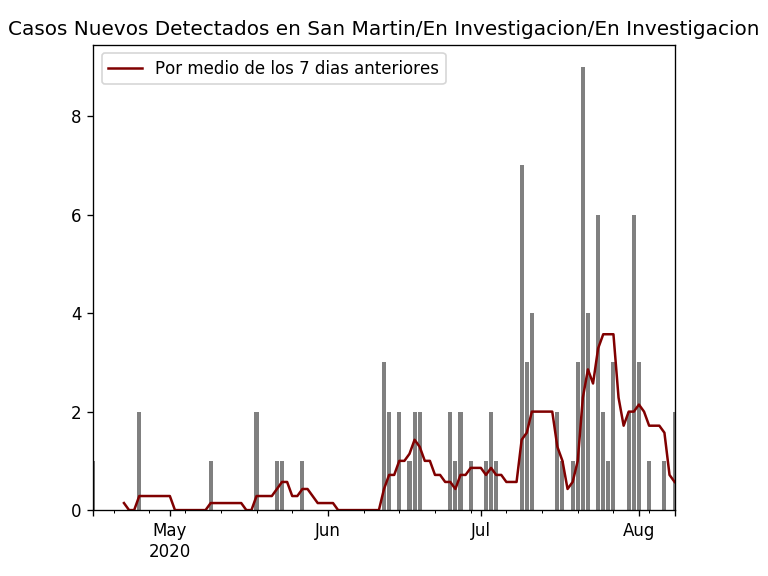 Casos Nuevos Detectados en San Martin/En Investigacion/En Investigacion
Por medio de los 7 dias anteriores
8
6
4
2
0
May
2020
Jun
Jul
Aug